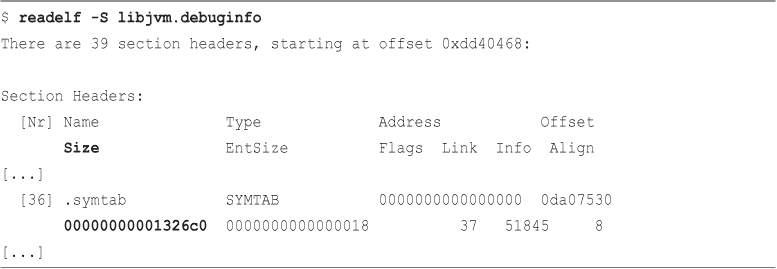 $ readelf -S libjvm.debuginfo
There are 39 section headers, starting at offset 0xdd40468:
Section Headers:
[Nr] Name Type Address Offset
Size EntSize Flags Link Info Align
[...]
[36] .symtab SYMTAB 0000000000000000 0da07530
00000000001326c0 0000000000000018 37 51845 8
[...]